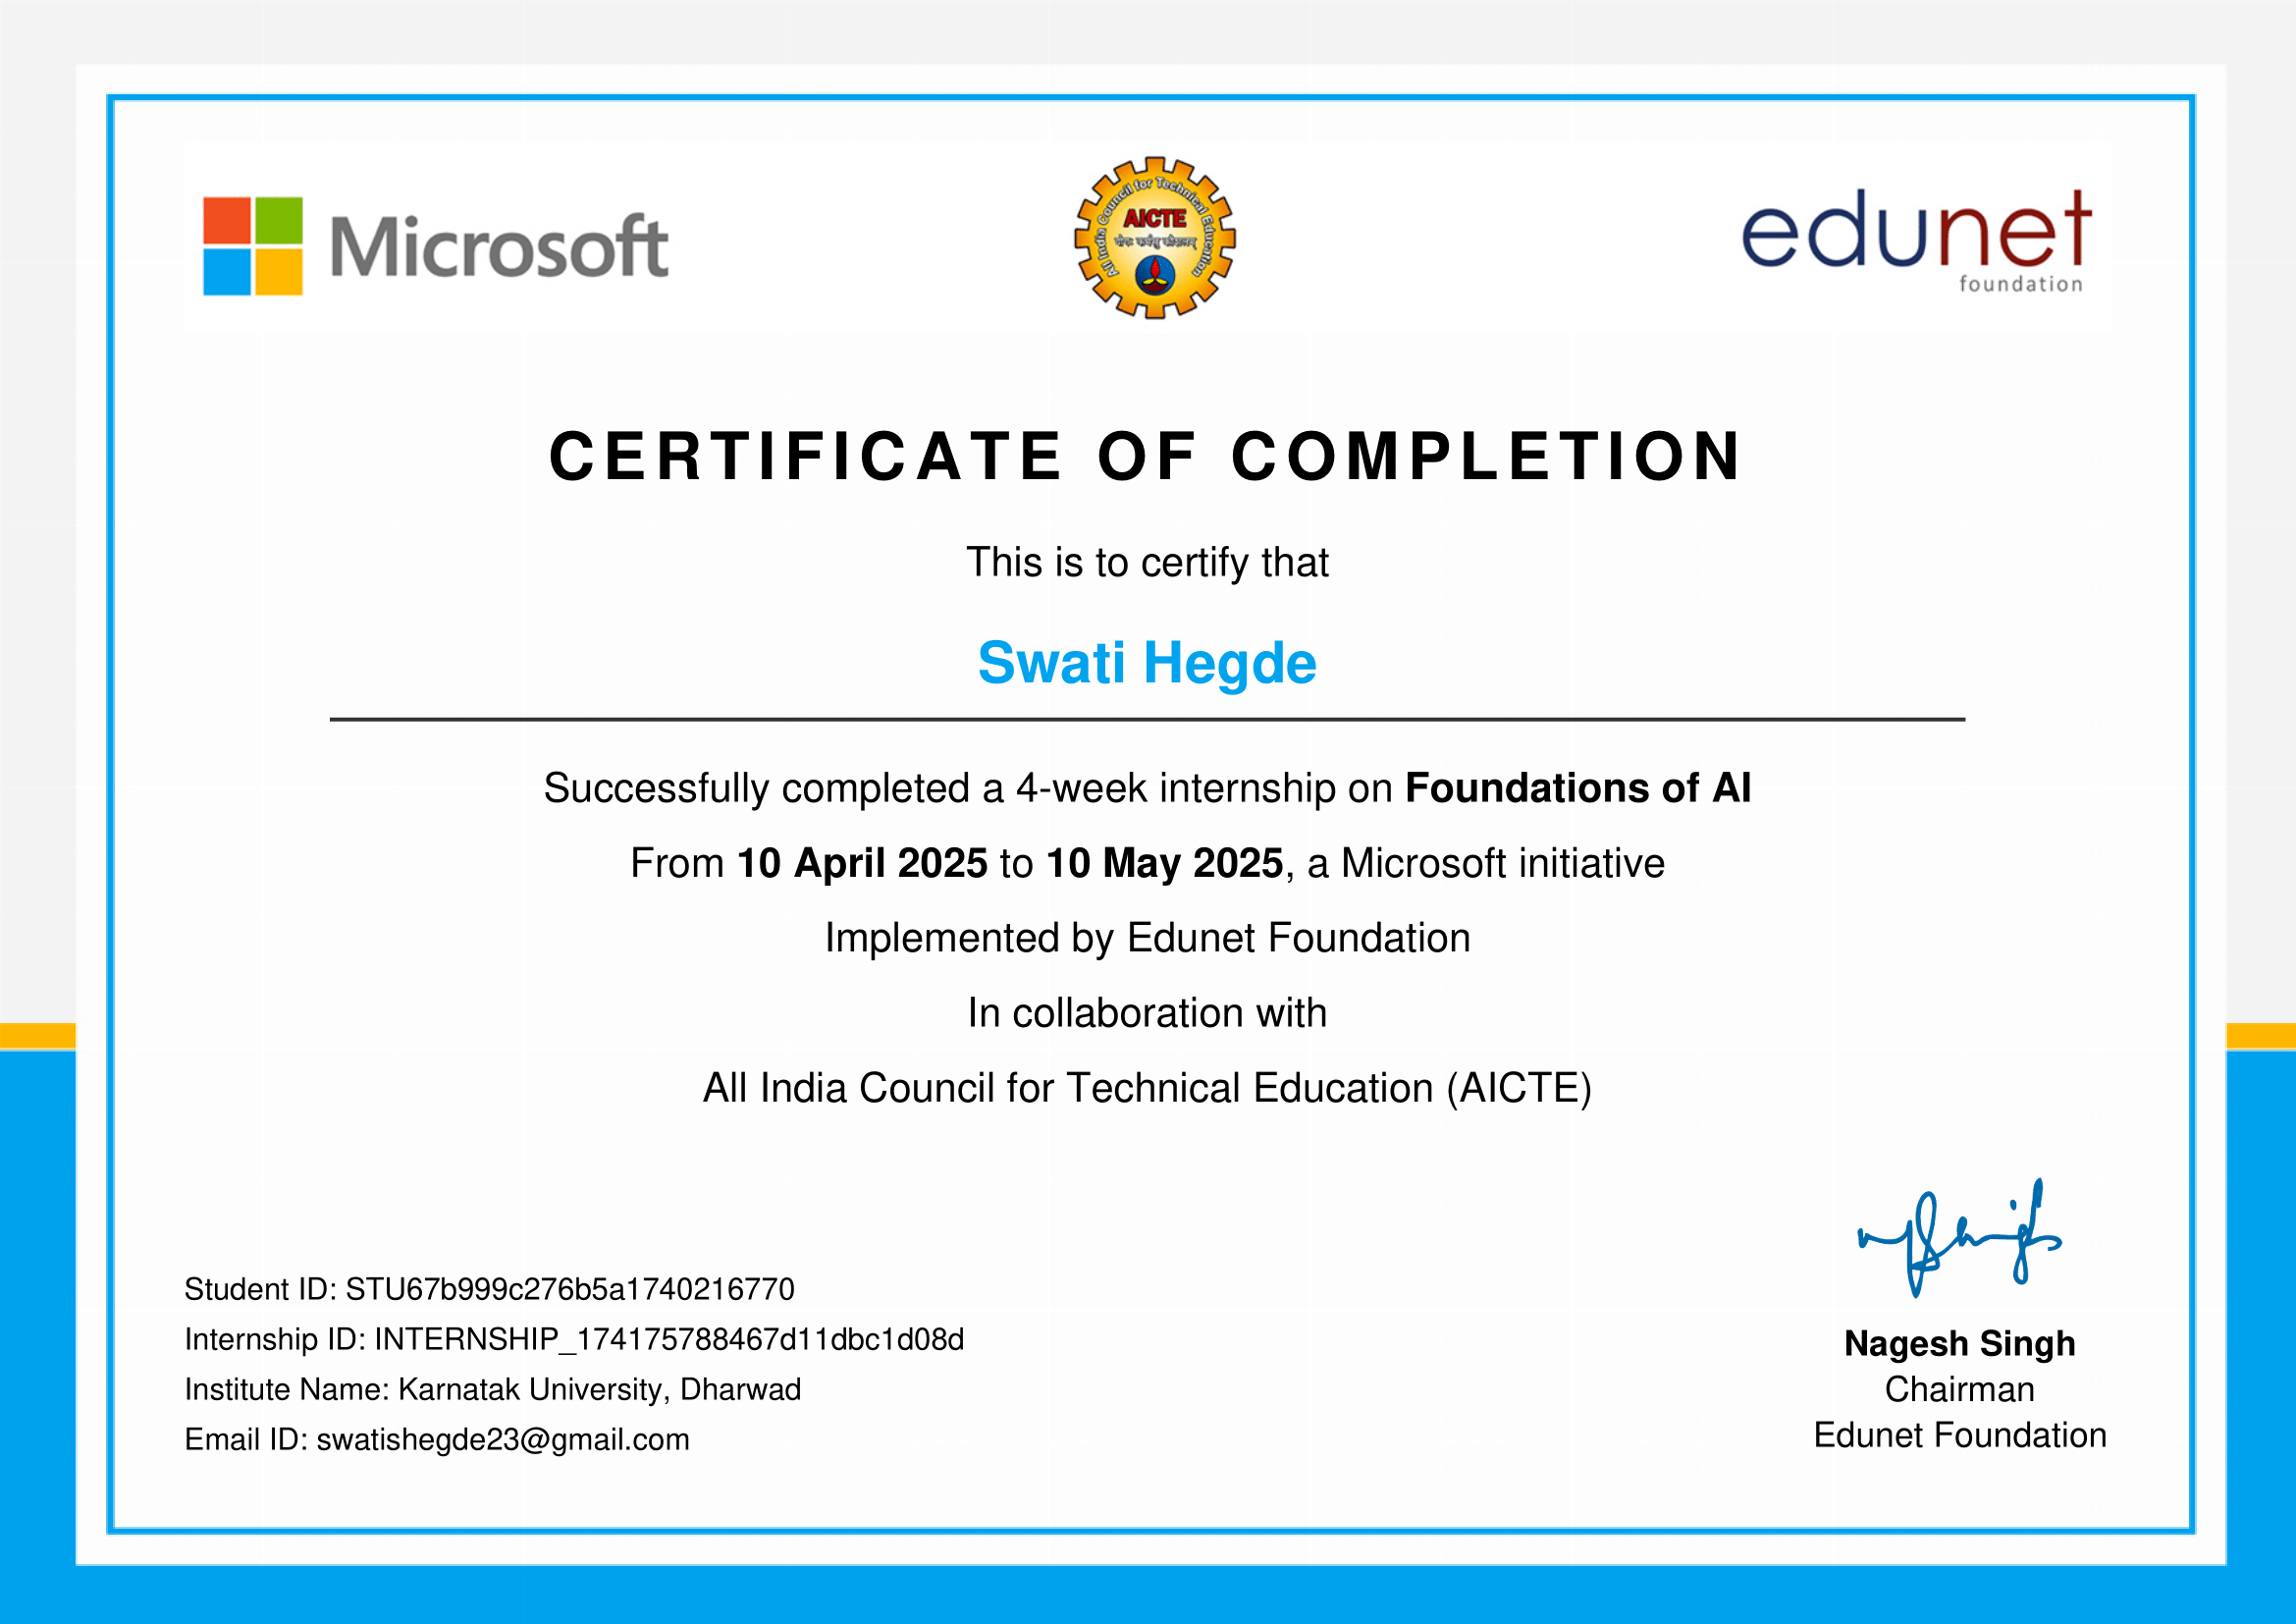 Microsoft
All India Council for Technical Education
AICTE
योगः कर्मसु कौशलम्
edunet
foundation
CERTIFICATE OF COMPLETION
This is to certify that
Swati Hegde
Successfully completed a 4-week internship on Foundations of AI
From 10 April 2025 to 10 May 2025, a Microsoft initiative
Implemented by Edunet Foundation
In collaboration with
All India Council for Technical Education (AICTE)
Student ID: STU67b999c276b5a1740216770
Internship ID: INTERNSHIP_174175788467d11dbc1d08d
Institute Name: Karnatak University, Dharwad
Email ID: swatishegde23@gmail.com
Nagesh Singh
Chairman
Edunet Foundation